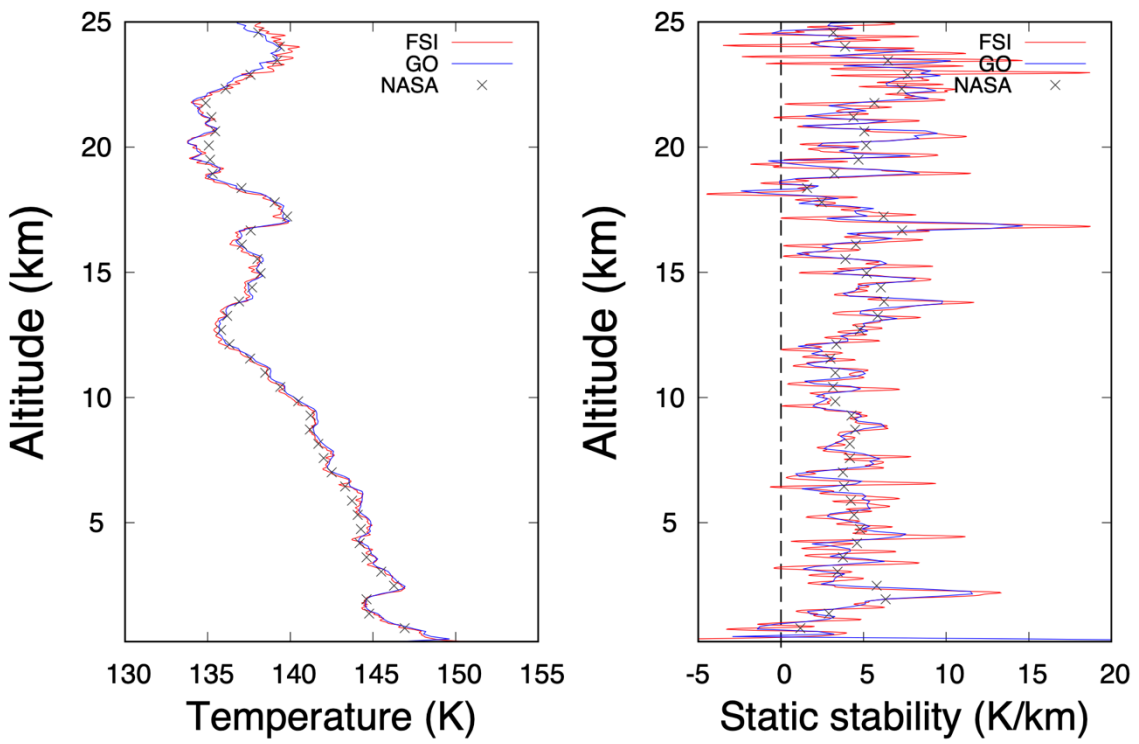 25
20
15
10
5
130
135
140
145
150
155
Altitude (km)
Temperature (K)
FSI
GO
NASA
25
20
15
10
5
-5
0
5
10
15
20
Altitude (km)
Static stability (K/km)
FSI
GO
NASA